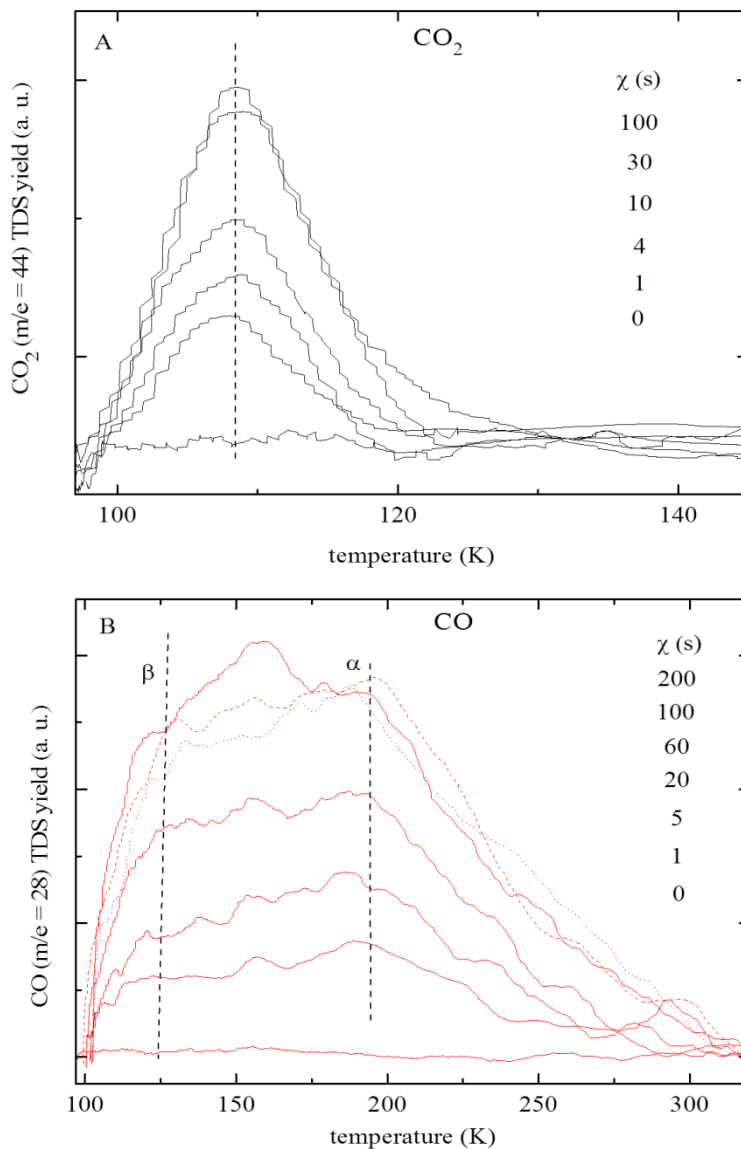 A
CO2
χ (s)
100
30
10
4
1
0
CO2 (m/e = 44) TDS yield (a. u.)
100
120
140
temperature (K)
B
CO
β
α
χ (s)
200
100
60
20
5
1
0
CO (m/e = 28) TDS yield (a. u.)
100
150
200
250
300
temperature (K)